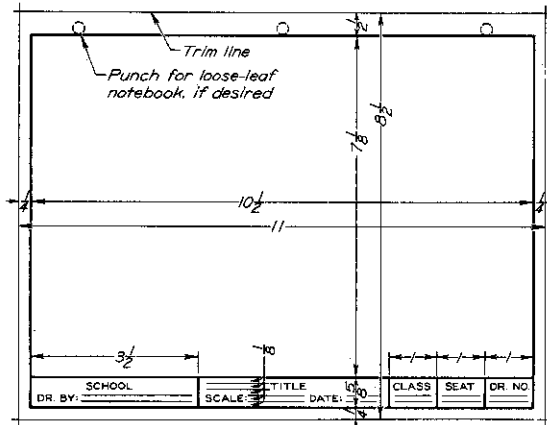 1/2
Trim line
Punch for loose-leaf
notebook, if desired
7 1/8
8 1/2
1/4
10 1/2
1/4
11
3 1/2
1/8
1
1
1
SCHOOL
TITLE
CLASS
SEAT
DR. NO.
DR. BY:
SCALE:
DATE:
5/8
1/4